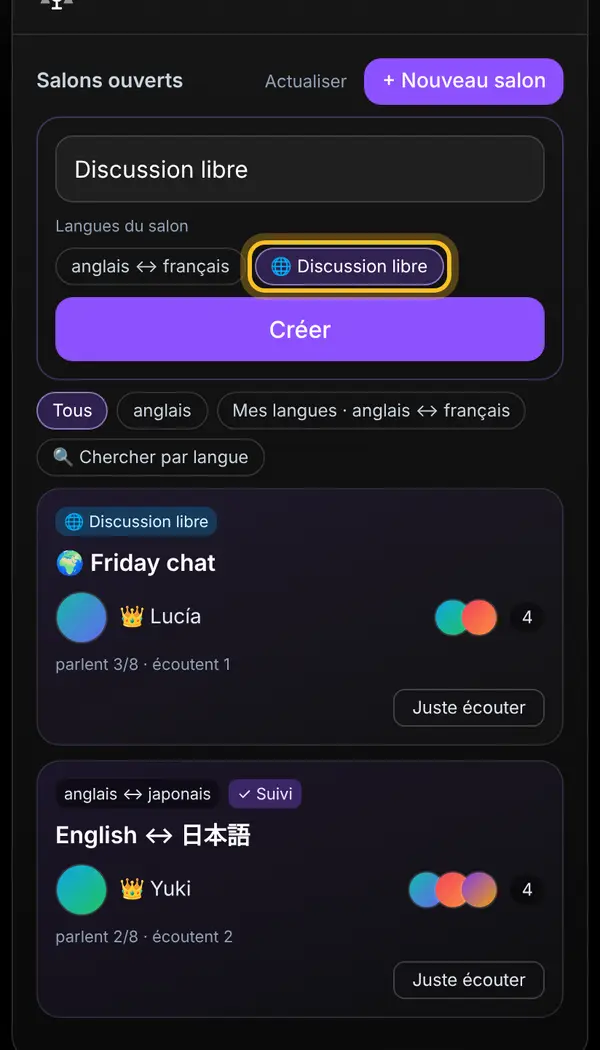 Salons ouverts Actualiser + Nouveau salon
Discussion libre
Langues du salon
anglais ↔ français 🌐 Discussion libre
Créer
Tous anglais Mes langues · anglais ↔ français
🔍 Chercher par langue
🌐 Discussion libre
🌍 Friday chat
👑 Lucía 4
parlent 3/8 · écoutent 1
Juste écouter
anglais ↔ japonais ✓ Suivi
English ↔ 日本語
👑 Yuki 4
parlent 2/8 · écoutent 2
Juste écouter